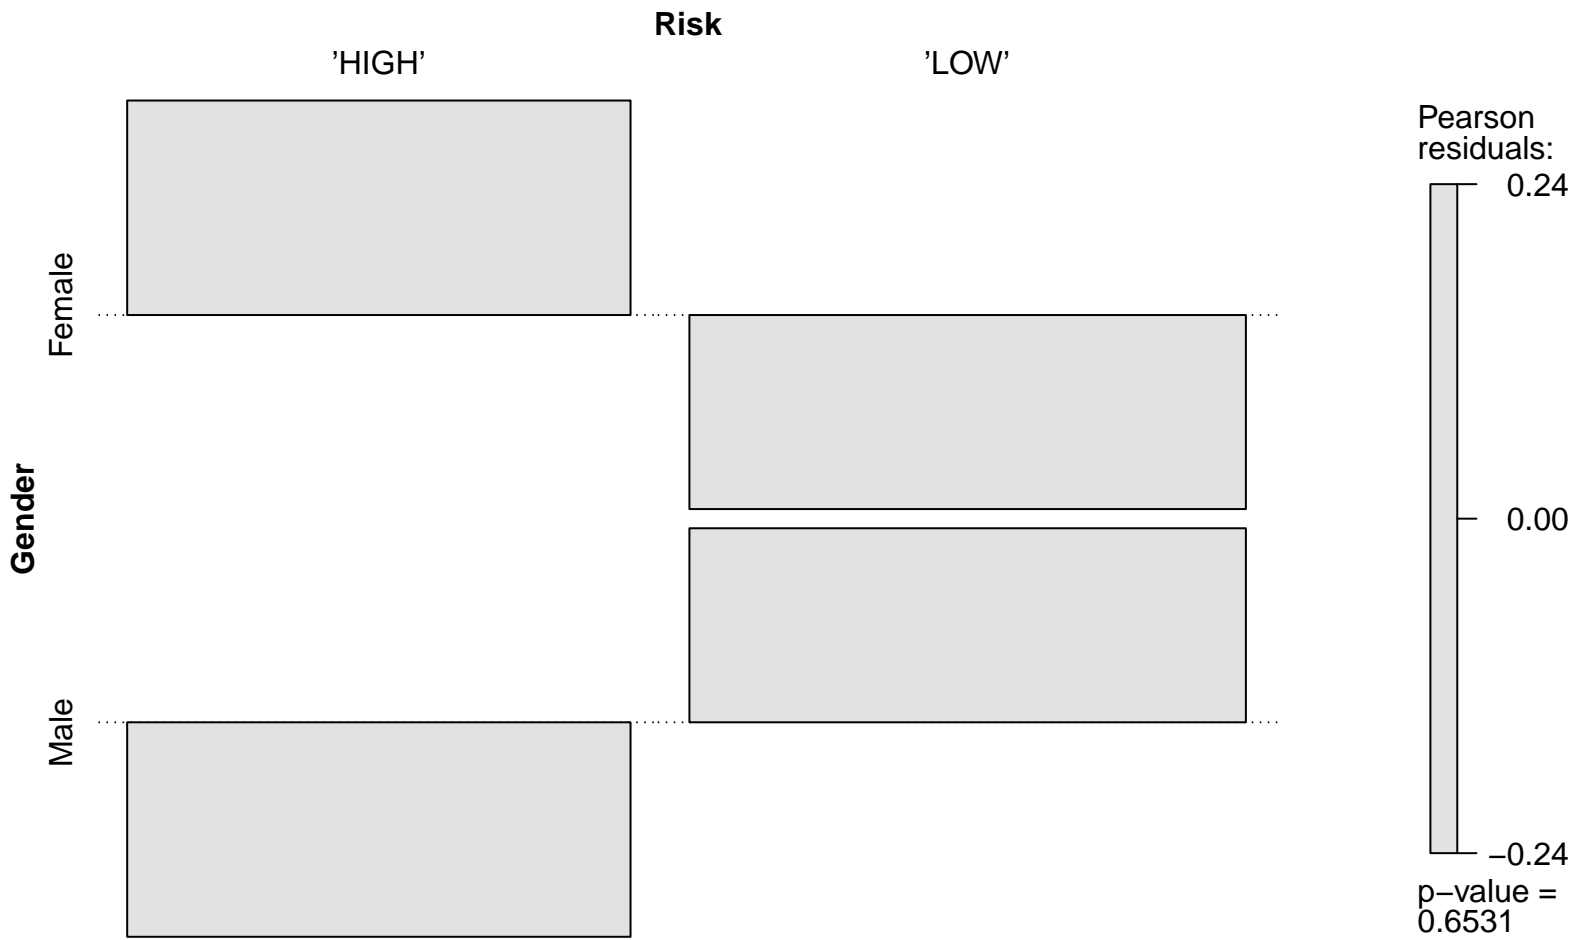 Risk
’HIGH’
’LOW’
Gender
Female
Male
Pearson
residuals:
0.24
0.00
−0.24
p−value =
0.6531